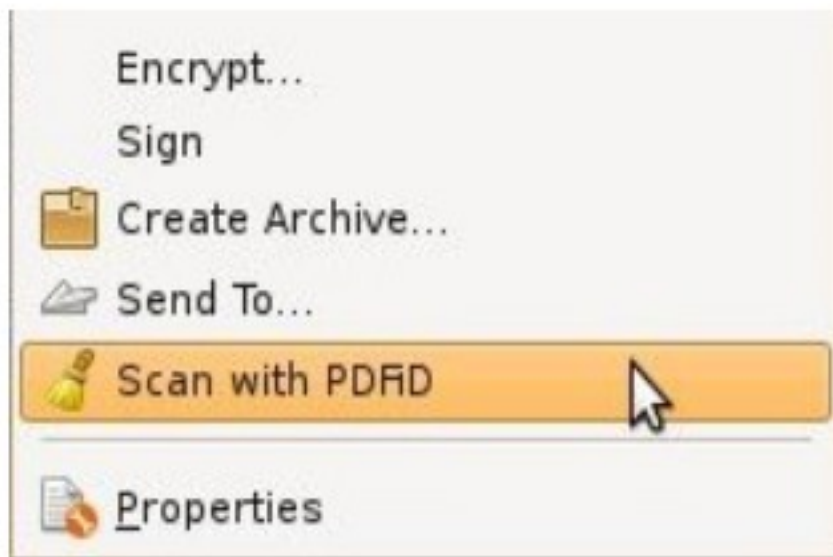 Encrypt...
Sign
Create Archive...
Send To...
Scan with PDFiD
Properties